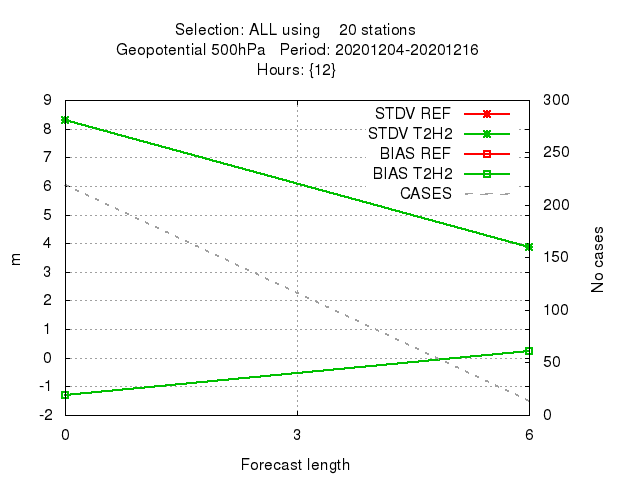 Selection: ALL using    20 stations
Geopotential 500hPa   Period: 20201204-20201216
Hours: {12}
STDV REF
STDV T2H2
BIAS REF
BIAS T2H2
CASES
9
8
7
6
5
4
3
2
1
0
-1
-2
m
300
250
200
150
100
50
0
No cases
0
3
6
Forecast length